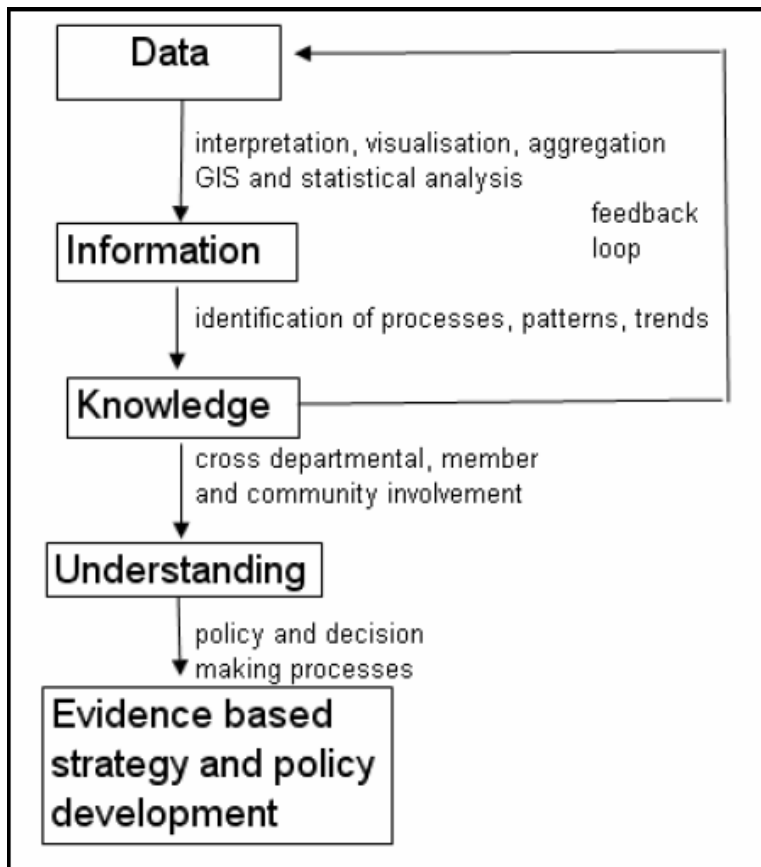 Data
interpretation, visualisation, aggregation
GIS and statistical analysis
feedback
loop
Information
identification of processes, patterns, trends
Knowledge
cross departmental, member
and community involvement
Understanding
policy and decision
making processes
Evidence based
strategy and policy
development